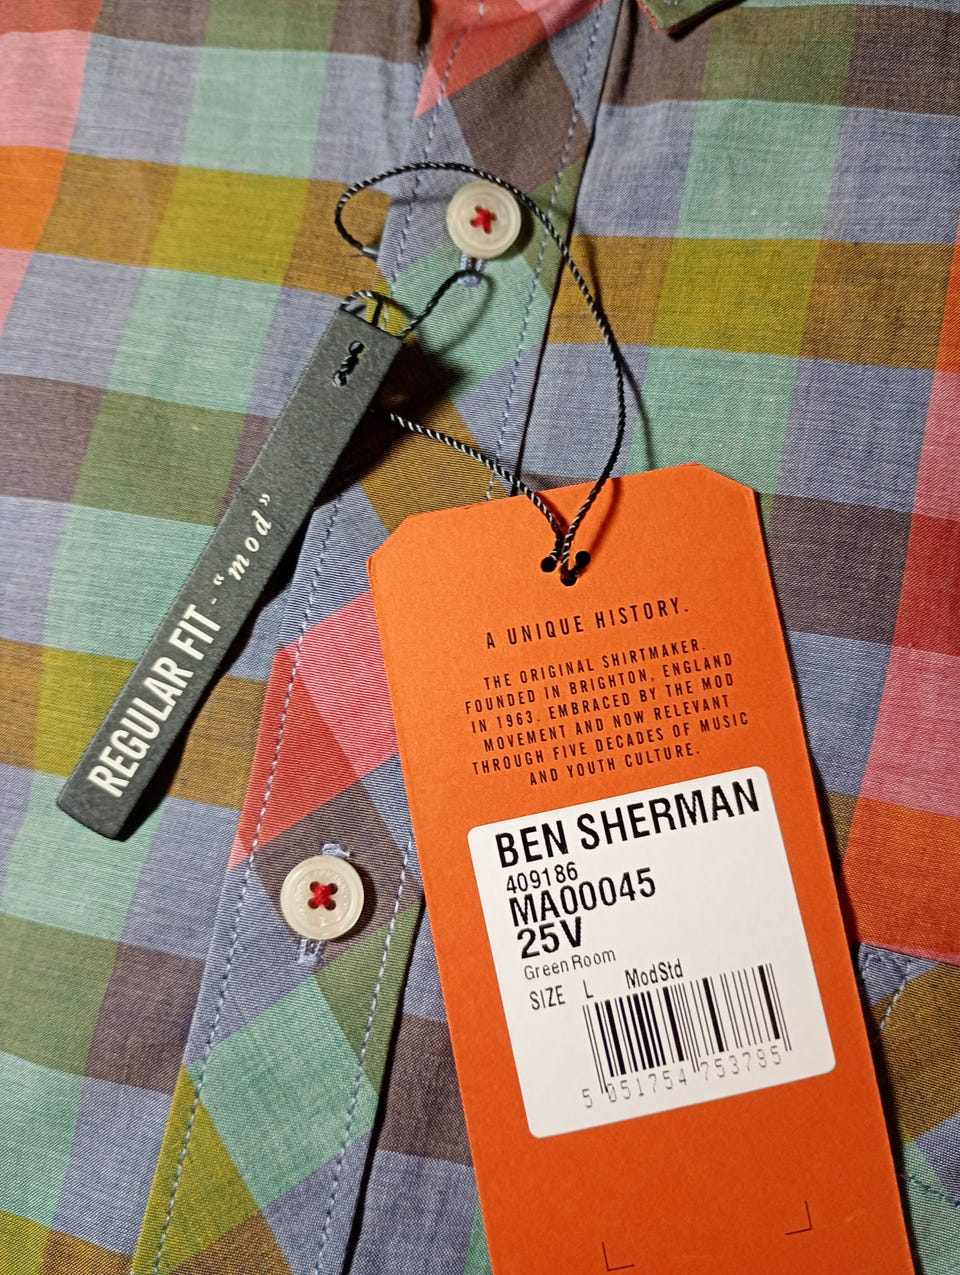 REGULAR FIT - “mod”
A UNIQUE HISTORY.
THE ORIGINAL SHIRTMAKER.
FOUNDED IN BRIGHTON, ENGLAND
IN 1963. EMBRACED BY THE MOD
MOVEMENT AND NOW RELEVANT
THROUGH FIVE DECADES OF MUSIC
AND YOUTH CULTURE.
BEN SHERMAN
409186
MA00045
25V
Green Room
SIZE L ModStd
5 051754 753785